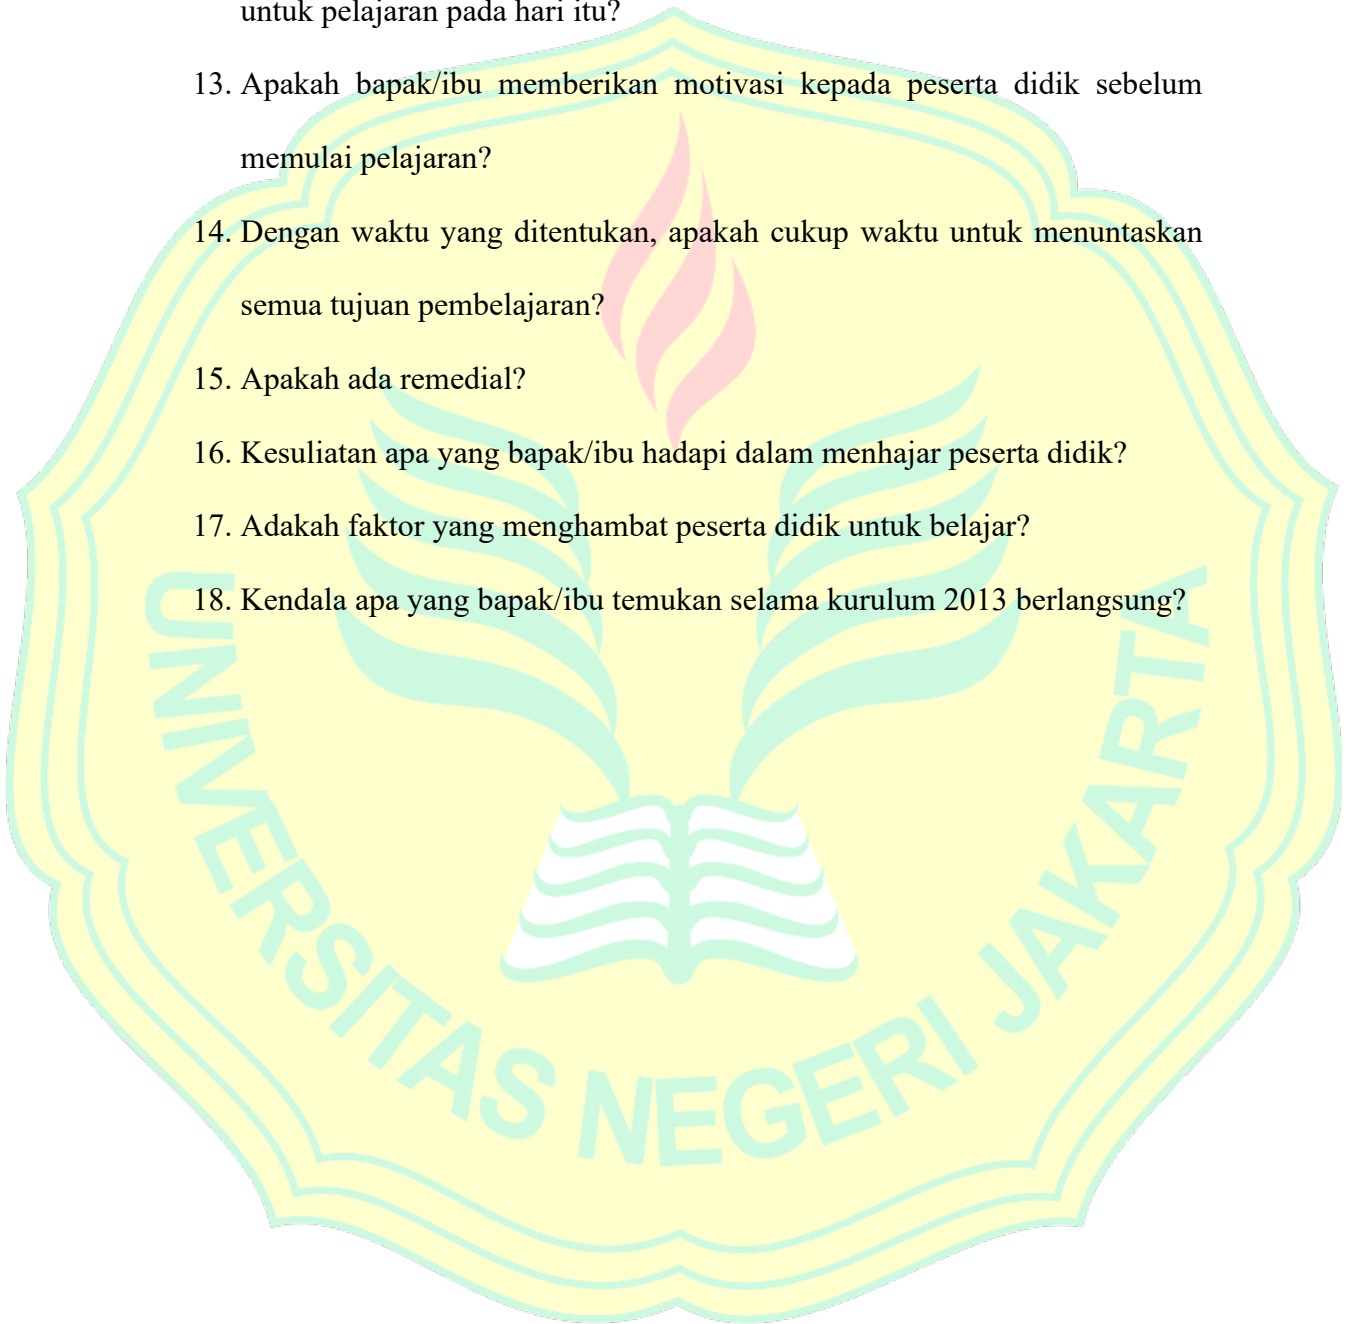 untuk pelajaran pada hari itu?
13. Apakah bapak/ibu memberikan motivasi kepada peserta didik sebelum
memulai pelajaran?
14. Dengan waktu yang ditentukan, apakah cukup waktu untuk menuntaskan
semua tujuan pembelajaran?
15. Apakah ada remedial?
16. Kesuliatan apa yang bapak/ibu hadapi dalam menhajar peserta didik?
17. Adakah faktor yang menghambat peserta didik untuk belajar?
18. Kendala apa yang bapak/ibu temukan selama kurulum 2013 berlangsung?
UNIVERSITAS NEGERI JAKARTA